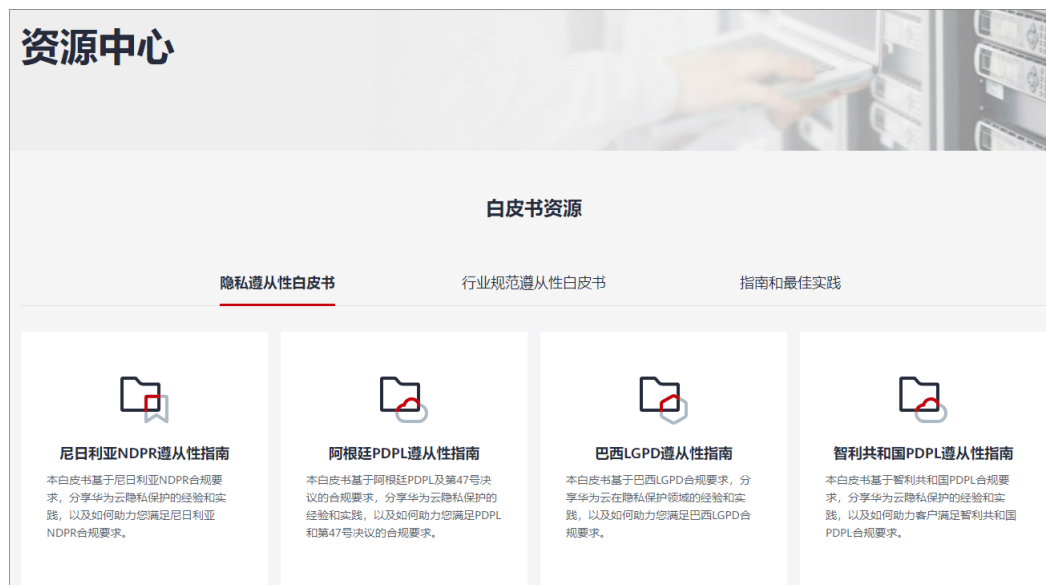 资源中心
白皮书资源
隐私遵从性白皮书
行业规范遵从性白皮书
指南和最佳实践
尼日利亚NDPR遵从性指南
本白皮书基于尼日利亚NDPR合规要
求，分享华为云隐私保护的经验和实
践，以及如何助力您满足尼日利亚
NDPR合规要求。
阿根廷PDPL遵从性指南
本白皮书基于阿根廷PDPL及第47号决
议的合规要求，分享华为云隐私保护的
经验和实践，以及如何助力您满足PDPL
和第47号决议的合规要求。
巴西LGPD遵从性指南
本白皮书基于巴西LGPD合规要求，分
享华为云在隐私保护领域的经验和实
践，以及如何助力您满足巴西LGPD合
规要求。
智利共和国PDPL遵从性指南
本白皮书基于智利共和国PDPL合规要
求，分享华为云隐私保护的经验和实
践，以及如何助力客户满足智利共和国
PDPL合规要求。